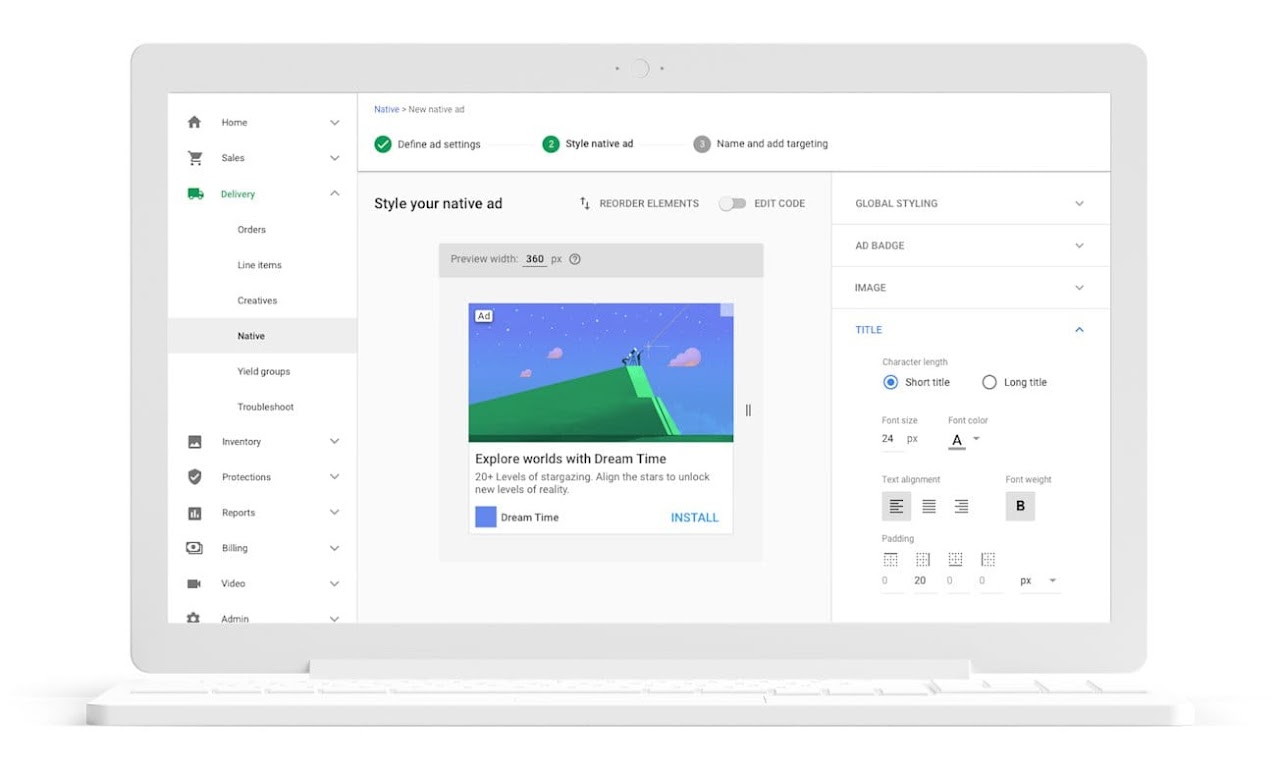 Home
Sales
Delivery
Orders
Line items
Creatives
Native
Yield groups
Troubleshoot
Inventory
Protections
Reports
Billing
Video
Admin
Native > New native ad
Define ad settings
2 Style native ad
3 Name and add targeting
Style your native ad
REORDER ELEMENTS
EDIT CODE
Preview width: 360 px ?
Ad
Explore worlds with Dream Time
20+ Levels of stargazing. Align the stars to unlock
new levels of reality.
Dream Time
INSTALL
GLOBAL STYLING
AD BADGE
IMAGE
TITLE
Character length
Short title
Long title
Font size
Font color
24 px
A
Text alignment
Font weight
B
Padding
0 20 0 0 px